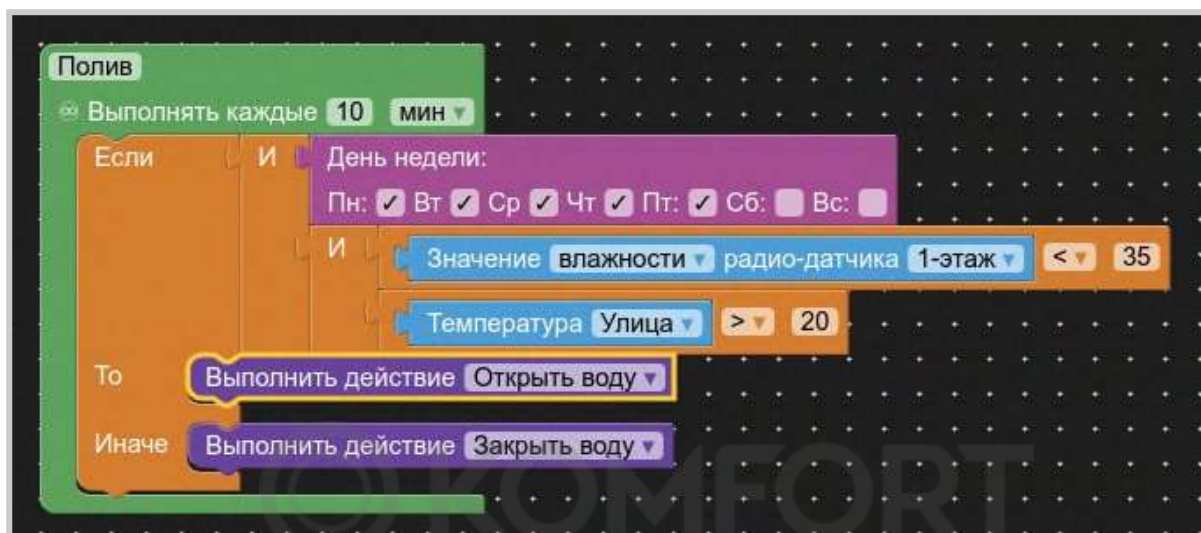 Полив
Выполнять каждые 10 мин
Если И День недели:
Пн: Вт Ср Чт Пт: Сб: Вс:
И Значение влажности радио-датчика 1-этаж < 35
Температура Улица > 20
То Выполнить действие Открыть воду
Иначе Выполнить действие Закрыть воду
© KOMFORT